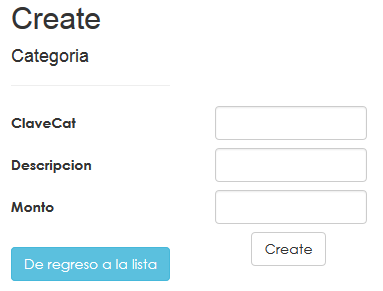 Create
Categoria
ClaveCat
Descripcion
Monto
Create
De regreso a la lista